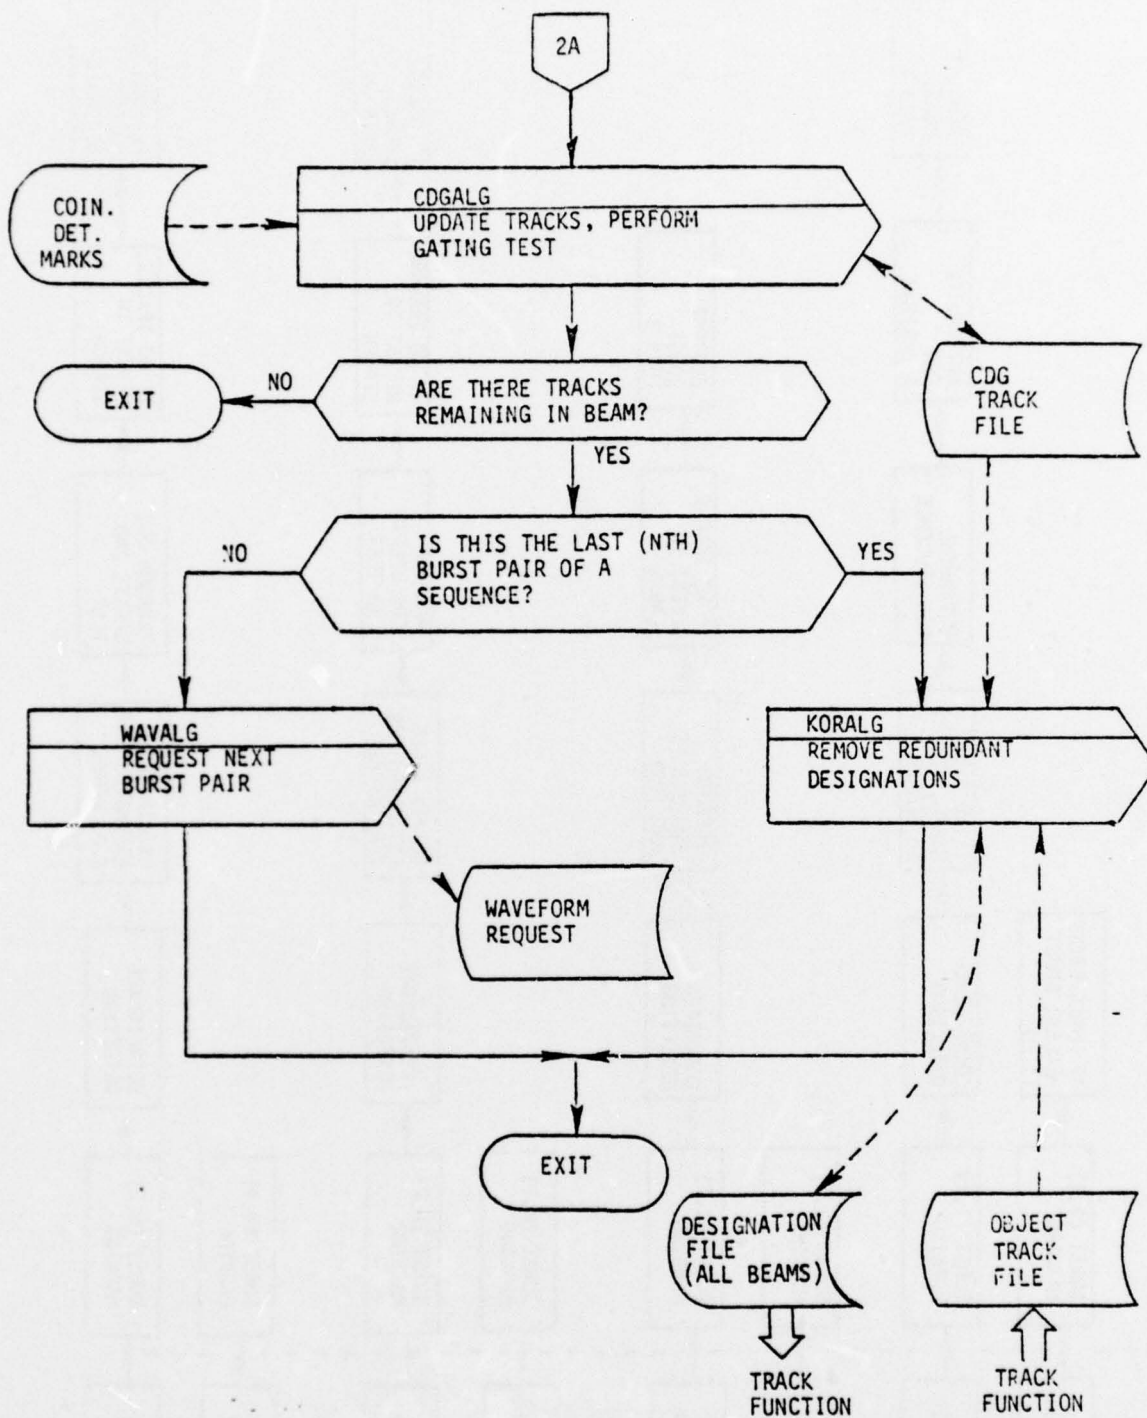 2A
COIN.
DET.
MARKS
CDGALG
UPDATE TRACKS, PERFORM
GATING TEST
CDG
TRACK
FILE
EXIT
NO
ARE THERE TRACKS
REMAINING IN BEAM?
YES
NO
IS THIS THE LAST (NTH)
BURST PAIR OF A
SEQUENCE?
YES
WAVALG
REQUEST NEXT
BURST PAIR
KORALG
REMOVE REDUNDANT
DESIGNATIONS
WAVEFORM
REQUEST
EXIT
DESIGNATION
FILE
(ALL BEAMS)
OBJECT
TRACK
FILE
TRACK
FUNCTION
TRACK
FUNCTION